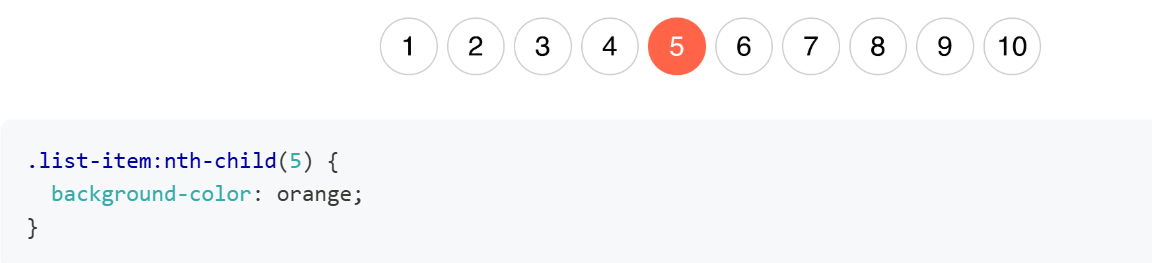 1 2 3 4 5 6 7 8 9 10
.list-item:nth-child(5) {
  background-color: orange;
}